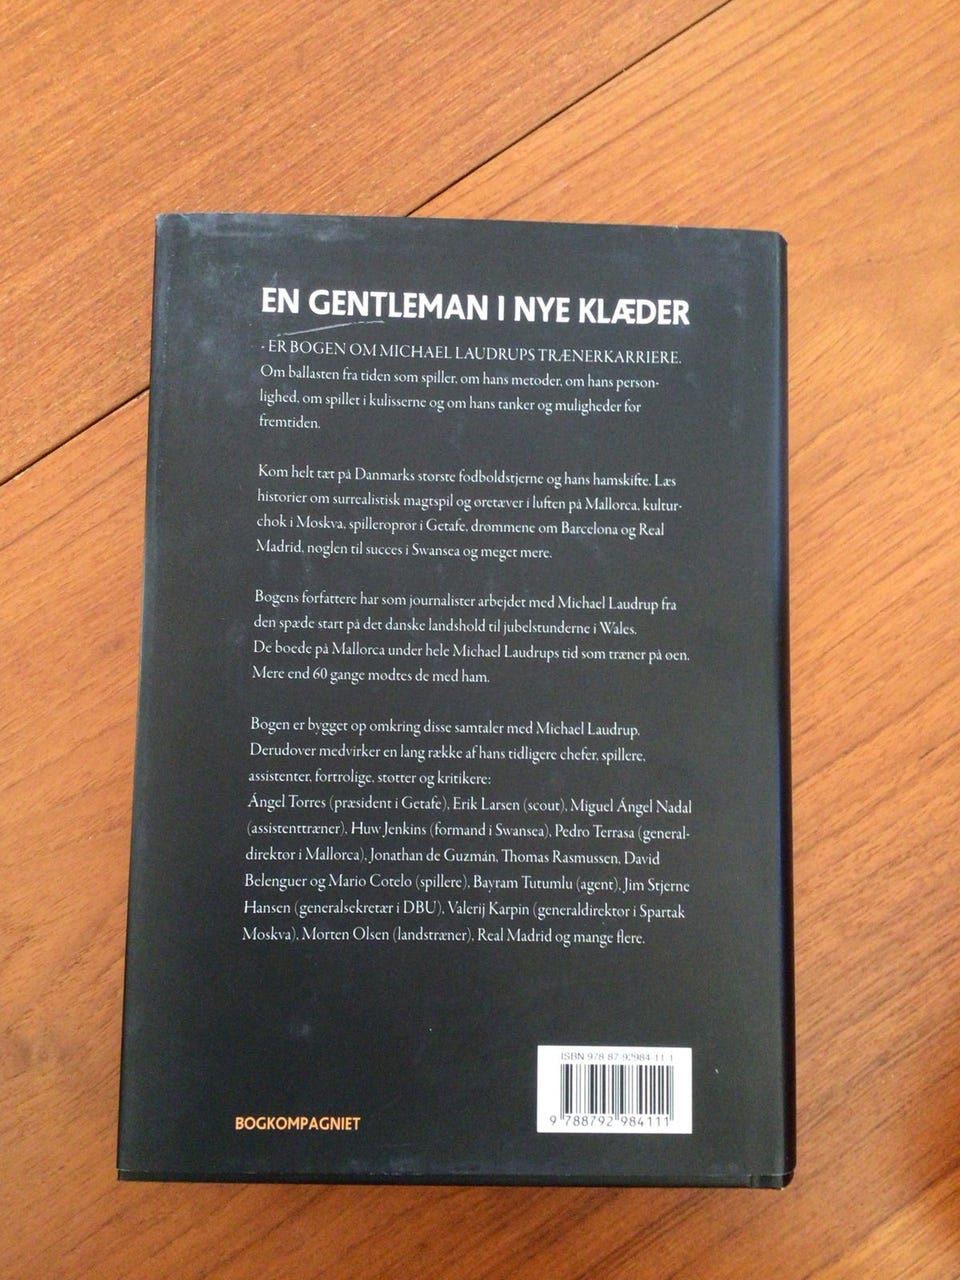 EN GENTLEMAN I NYE KLÆDER
- ER BOGEN OM MICHAEL LAUDRUPS TRÆNERKARRIERE.
Om ballasten fra tiden som spiller, om hans metoder, om hans person-
lighed, om spillet i kulisserne og om hans tanker og muligheder for
fremtiden.
Kom helt tæt på Danmarks største fodboldstjerne og hans hamskifte. Læs
historier om surrealistisk magtspil og øretæver i luften på Mallorca, kultur-
chok i Moskva, spilleroprør i Getafe, drømmene om Barcelona og Real
Madrid, nøglen til succes i Swansea og meget mere.
Bogens forfattere har som journalister arbejdet med Michael Laudrup fra
den spæde start på det danske landshold til jubelstunderne i Wales.
De boede på Mallorca under hele Michael Laudrups tid som træner på øen.
Mere end 60 gange mødtes de med ham.
Bogen er bygget op omkring disse samtaler med Michael Laudrup.
Derudover medvirker en lang række af hans tidligere chefer, spillere,
assistenter, fortrolige, støtter og kritikere:
Ángel Torres (præsident i Getafe), Erik Larsen (scout), Miguel Ángel Nadal
(assistenttræner), Huw Jenkins (formand i Swansea), Pedro Terrasa (general-
direktør i Mallorca), Jonathan de Guzmán, Thomas Rasmussen, David
Belenguer og Mario Cotelo (spillere), Bayram Tutumlu (agent), Jim Stjerne
Hansen (generalsekretær i DBU), Valerij Karpin (generaldirektør i Spartak
Moskva), Morten Olsen (landstræner), Real Madrid og mange flere.
ISBN 978-87-92984-11-1
9 788792 984111
BOGKOMPAGNIET